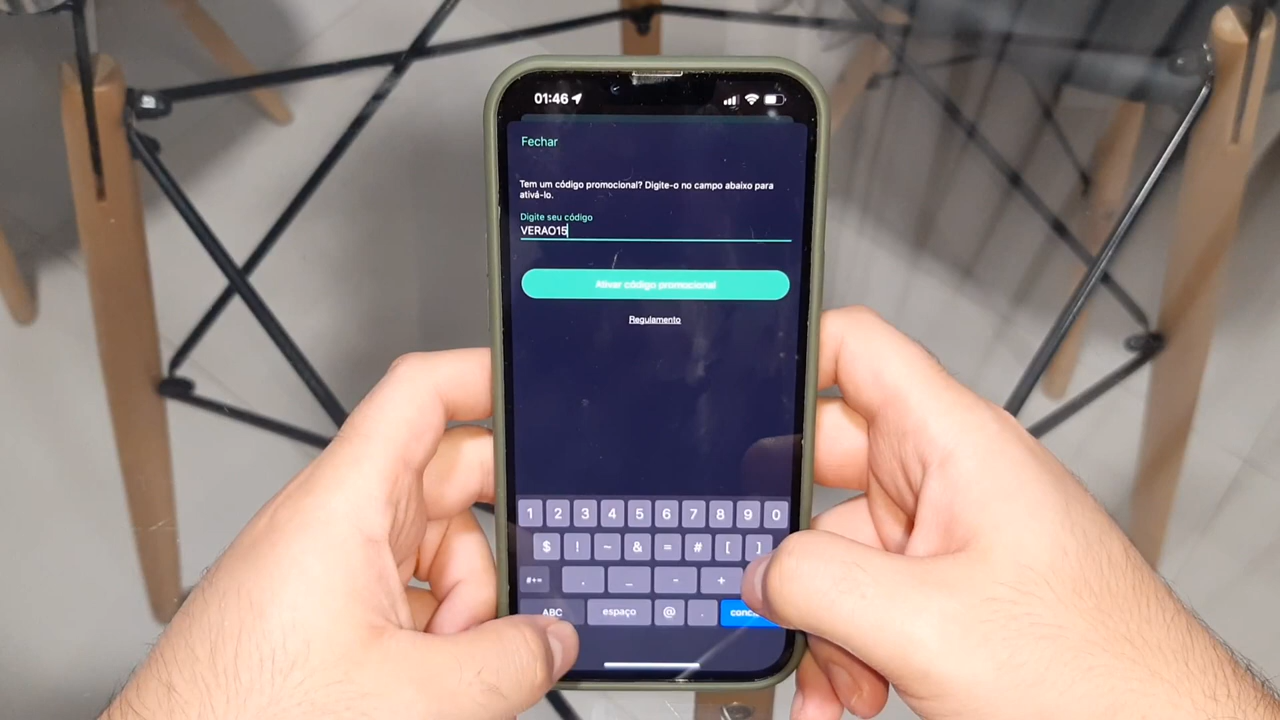 01:46
Fechar
Tem um código promocional? Digite-o no campo abaixo para
ativá-lo.
Digite seu código
VERAO15
Ativar código promocional
Regulamento
1 2 3 4 5 6 7 8 9 0
$ ! ~ & = # [ ]
#+= . _ - +
ABC espaço @ .